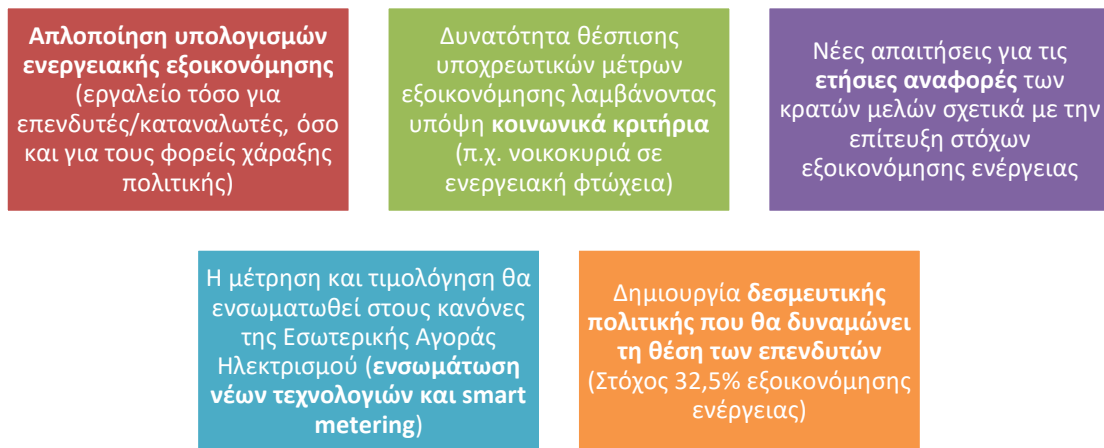 Απλοποίηση υπολογισμών
ενεργειακής εξοικονόμησης
(εργαλείο τόσο για
επενδυτές/καταναλωτές, όσο
και για τους φορείς χάραξης
πολιτικής)
Δυνατότητα θέσπισης
υποχρεωτικών μέτρων
εξοικονόμησης λαμβάνοντας
υπόψη κοινωνικά κριτήρια
(π.χ. νοικοκυριά σε
ενεργειακή φτώχεια)
Νέες απαιτήσεις για τις
ετήσιες αναφορές των
κρατών μελών σχετικά με την
επίτευξη στόχων
εξοικονόμησης ενέργειας
Η μέτρηση και τιμολόγηση θα
ενσωματωθεί στους κανόνες
της Εσωτερικής Αγοράς
Ηλεκτρισμού (ενσωμάτωση
νέων τεχνολογιών και smart
metering)
Δημιουργία δεσμευτικής
πολιτικής που θα δυναμώνει
τη θέση των επενδυτών
(Στόχος 32,5% εξοικονόμησης
ενέργειας)